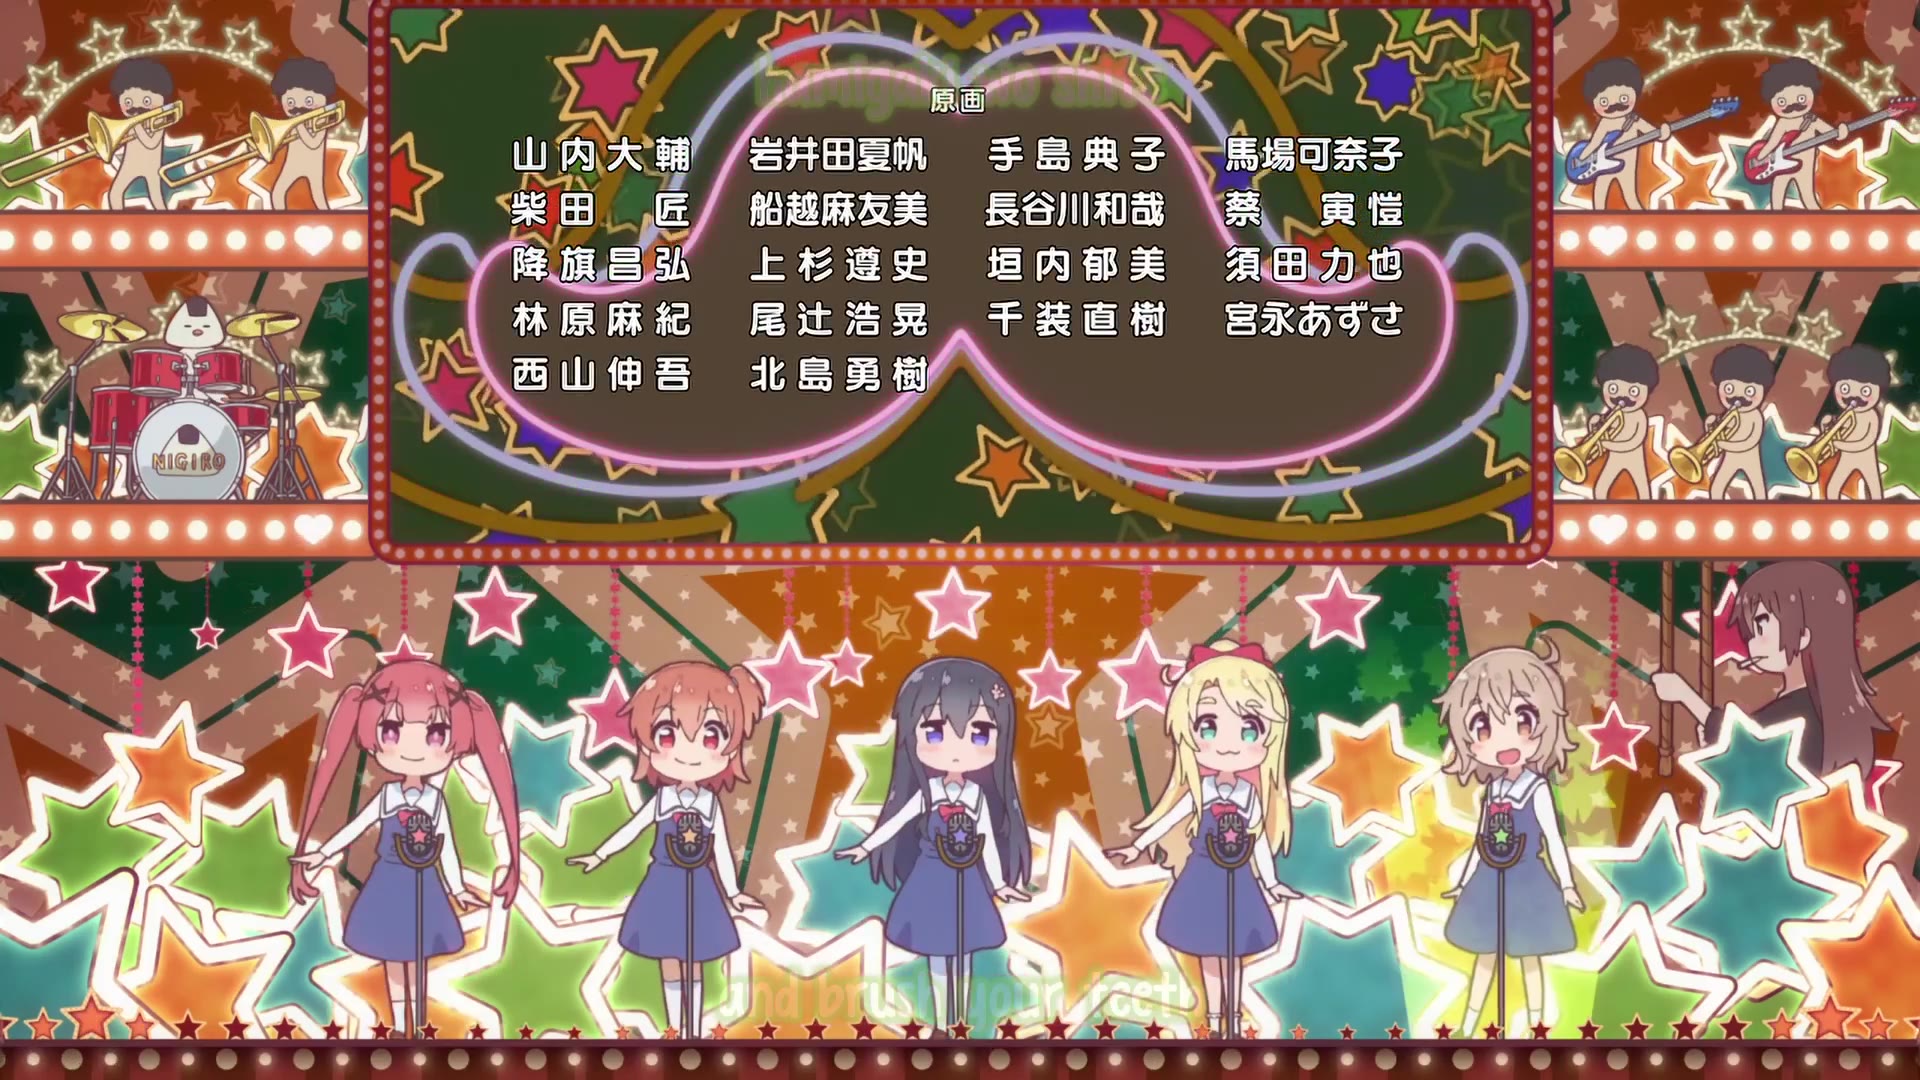 原画
山内大輔 岩井田夏帆 手島典子 馬場可奈子
柴田 匠 船越麻友美 長谷川和哉 蔡 寅愷
降旗昌弘 上杉遵史 垣内郁美 須田力也
林原麻紀 尾辻浩晃 千装直樹 宮永あずさ
西山伸吾 北島勇樹
NIGIRO
and brush your teeth